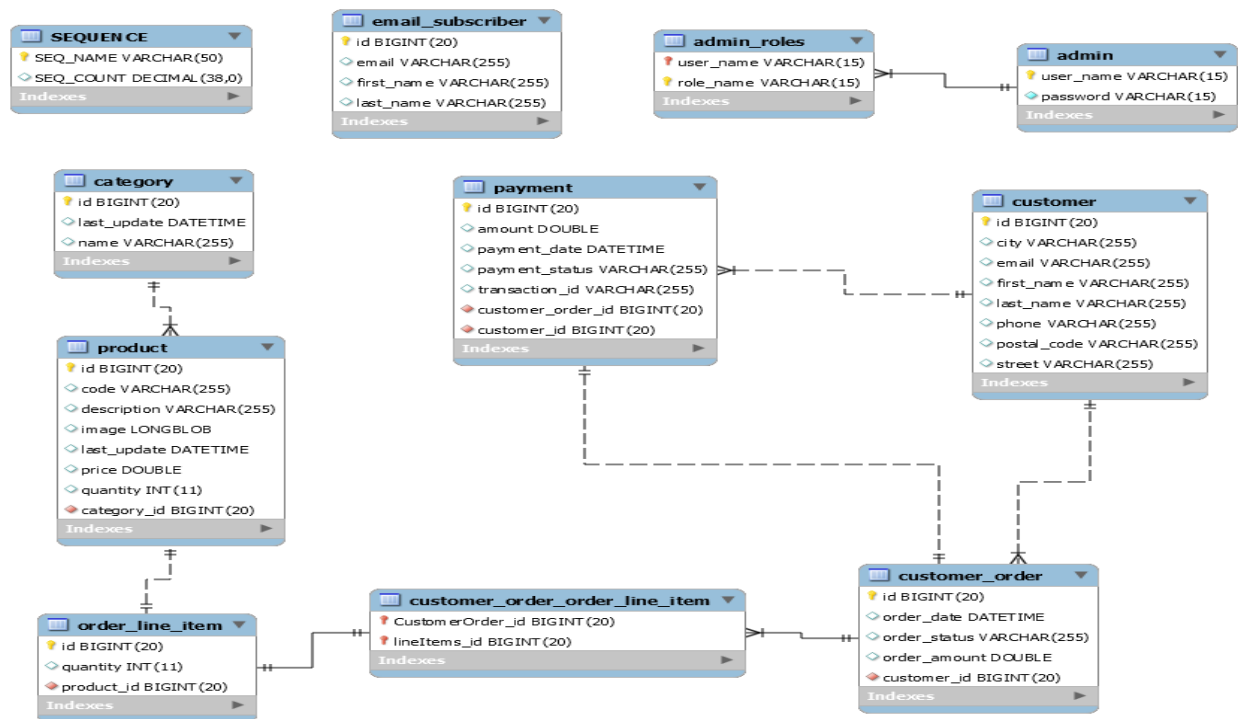 SEQUENCE
SEQ_NAME VARCHAR(50)
SEQ_COUNT DECIMAL(38,0)
Indexes
email_subscriber
id BIGINT(20)
email VARCHAR(255)
first_name VARCHAR(255)
last_name VARCHAR(255)
Indexes
admin_roles
user_name VARCHAR(15)
role_name VARCHAR(15)
Indexes
admin
user_name VARCHAR(15)
password VARCHAR(15)
Indexes
category
id BIGINT(20)
last_update DATETIME
name VARCHAR(255)
Indexes
payment
id BIGINT(20)
amount DOUBLE
payment_date DATETIME
payment_status VARCHAR(255)
transaction_id VARCHAR(255)
customer_order_id BIGINT(20)
customer_id BIGINT(20)
Indexes
customer
id BIGINT(20)
city VARCHAR(255)
email VARCHAR(255)
first_name VARCHAR(255)
last_name VARCHAR(255)
phone VARCHAR(255)
postal_code VARCHAR(255)
street VARCHAR(255)
Indexes
product
id BIGINT(20)
code VARCHAR(255)
description VARCHAR(255)
image LONGBLOB
last_update DATETIME
price DOUBLE
quantity INT(11)
category_id BIGINT(20)
Indexes
order_line_item
id BIGINT(20)
quantity INT(11)
product_id BIGINT(20)
Indexes
customer_order_order_line_item
CustomerOrder_id BIGINT(20)
lineItems_id BIGINT(20)
Indexes
customer_order
id BIGINT(20)
order_date DATETIME
order_status VARCHAR(255)
order_amount DOUBLE
customer_id BIGINT(20)
Indexes